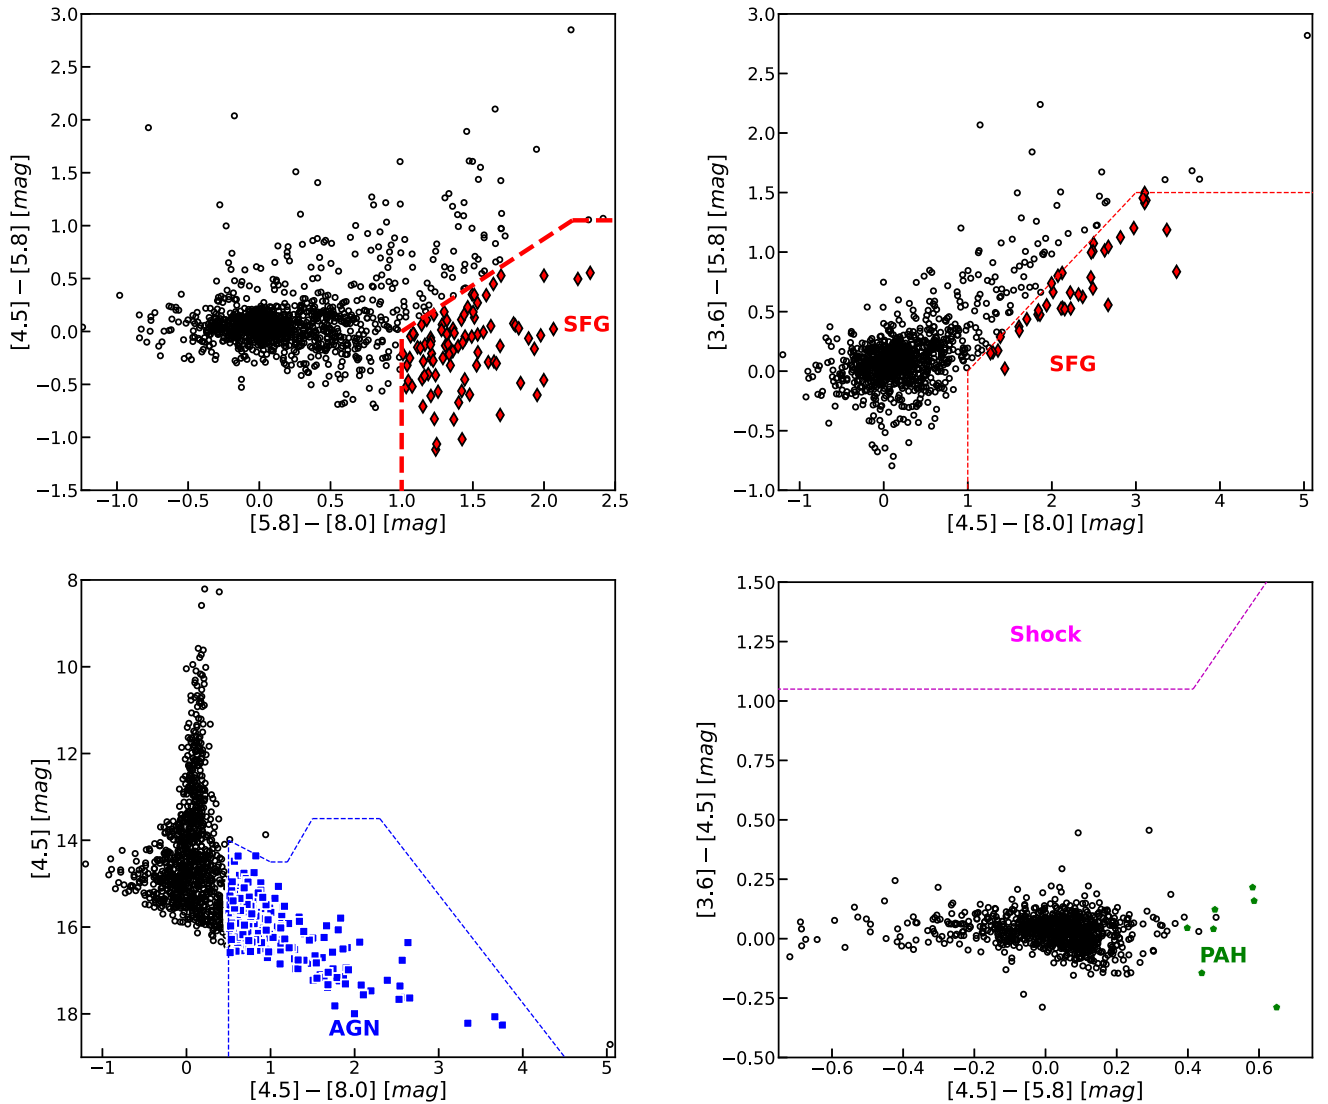 3.0
2.5
2.0
1.5
1.0
0.5
0.0
−0.5
−1.0
−1.5
[4.5] − [5.8] [mag]
SFG
−1.0 −0.5 0.0 0.5 1.0 1.5 2.0 2.5
[5.8] − [8.0] [mag]
3.0
2.5
2.0
1.5
1.0
0.5
0.0
−0.5
−1.0
[3.6] − [5.8] [mag]
SFG
−1 0 1 2 3 4 5
[4.5] − [8.0] [mag]
8
10
12
14
16
18
[4.5] [mag]
AGN
−1 0 1 2 3 4 5
[4.5] − [8.0] [mag]
1.50
1.25
1.00
0.75
0.50
0.25
0.00
−0.25
−0.50
[3.6] − [4.5] [mag]
Shock
PAH
−0.6 −0.4 −0.2 0.0 0.2 0.4 0.6
[4.5] − [5.8] [mag]